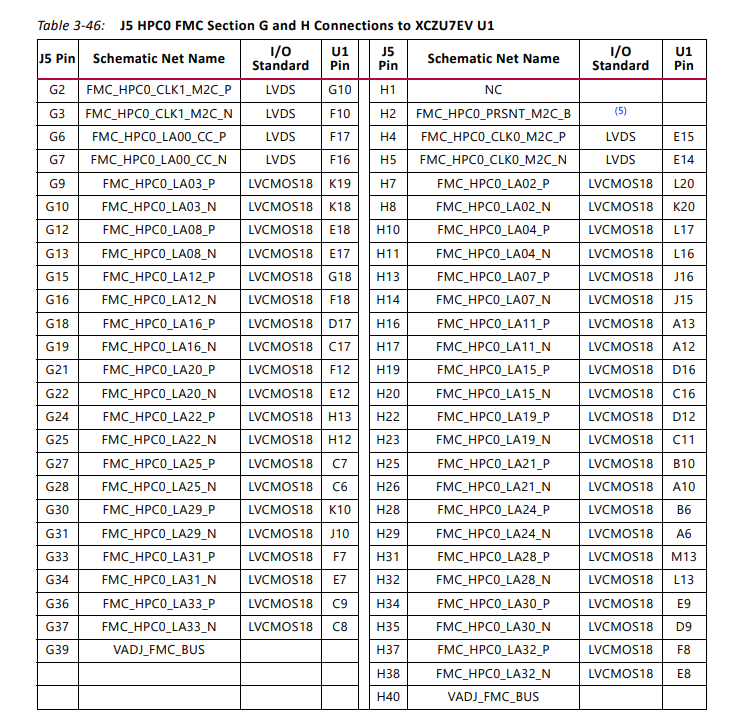 Table 3-46: J5 HPC0 FMC Section G and H Connections to XCZU7EV U1
J5 Pin Schematic Net Name I/O Standard U1 Pin J5 Pin Schematic Net Name I/O Standard U1 Pin
G2 FMC_HPC0_CLK1_M2C_P LVDS G10 H1 NC
G3 FMC_HPC0_CLK1_M2C_N LVDS F10 H2 FMC_HPC0_PRSNT_M2C_B (5)
G6 FMC_HPC0_LA00_CC_P LVDS F17 H4 FMC_HPC0_CLK0_M2C_P LVDS E15
G7 FMC_HPC0_LA00_CC_N LVDS F16 H5 FMC_HPC0_CLK0_M2C_N LVDS E14
G9 FMC_HPC0_LA03_P LVCMOS18 K19 H7 FMC_HPC0_LA02_P LVCMOS18 L20
G10 FMC_HPC0_LA03_N LVCMOS18 K18 H8 FMC_HPC0_LA02_N LVCMOS18 K20
G12 FMC_HPC0_LA08_P LVCMOS18 E18 H10 FMC_HPC0_LA04_P LVCMOS18 L17
G13 FMC_HPC0_LA08_N LVCMOS18 E17 H11 FMC_HPC0_LA04_N LVCMOS18 L16
G15 FMC_HPC0_LA12_P LVCMOS18 G18 H13 FMC_HPC0_LA07_P LVCMOS18 J16
G16 FMC_HPC0_LA12_N LVCMOS18 F18 H14 FMC_HPC0_LA07_N LVCMOS18 J15
G18 FMC_HPC0_LA16_P LVCMOS18 D17 H16 FMC_HPC0_LA11_P LVCMOS18 A13
G19 FMC_HPC0_LA16_N LVCMOS18 C17 H17 FMC_HPC0_LA11_N LVCMOS18 A12
G21 FMC_HPC0_LA20_P LVCMOS18 F12 H19 FMC_HPC0_LA15_P LVCMOS18 D16
G22 FMC_HPC0_LA20_N LVCMOS18 E12 H20 FMC_HPC0_LA15_N LVCMOS18 C16
G24 FMC_HPC0_LA22_P LVCMOS18 H13 H22 FMC_HPC0_LA19_P LVCMOS18 D12
G25 FMC_HPC0_LA22_N LVCMOS18 H12 H23 FMC_HPC0_LA19_N LVCMOS18 C11
G27 FMC_HPC0_LA25_P LVCMOS18 C7 H25 FMC_HPC0_LA21_P LVCMOS18 B10
G28 FMC_HPC0_LA25_N LVCMOS18 C6 H26 FMC_HPC0_LA21_N LVCMOS18 A10
G30 FMC_HPC0_LA29_P LVCMOS18 K10 H28 FMC_HPC0_LA24_P LVCMOS18 B6
G31 FMC_HPC0_LA29_N LVCMOS18 J10 H29 FMC_HPC0_LA24_N LVCMOS18 A6
G33 FMC_HPC0_LA31_P LVCMOS18 F7 H31 FMC_HPC0_LA28_P LVCMOS18 M13
G34 FMC_HPC0_LA31_N LVCMOS18 E7 H32 FMC_HPC0_LA28_N LVCMOS18 L13
G36 FMC_HPC0_LA33_P LVCMOS18 C9 H34 FMC_HPC0_LA30_P LVCMOS18 E9
G37 FMC_HPC0_LA33_N LVCMOS18 C8 H35 FMC_HPC0_LA30_N LVCMOS18 D9
G39 VADJ_FMC_BUS H37 FMC_HPC0_LA32_P LVCMOS18 F8
H38 FMC_HPC0_LA32_N LVCMOS18 E8
H40 VADJ_FMC_BUS